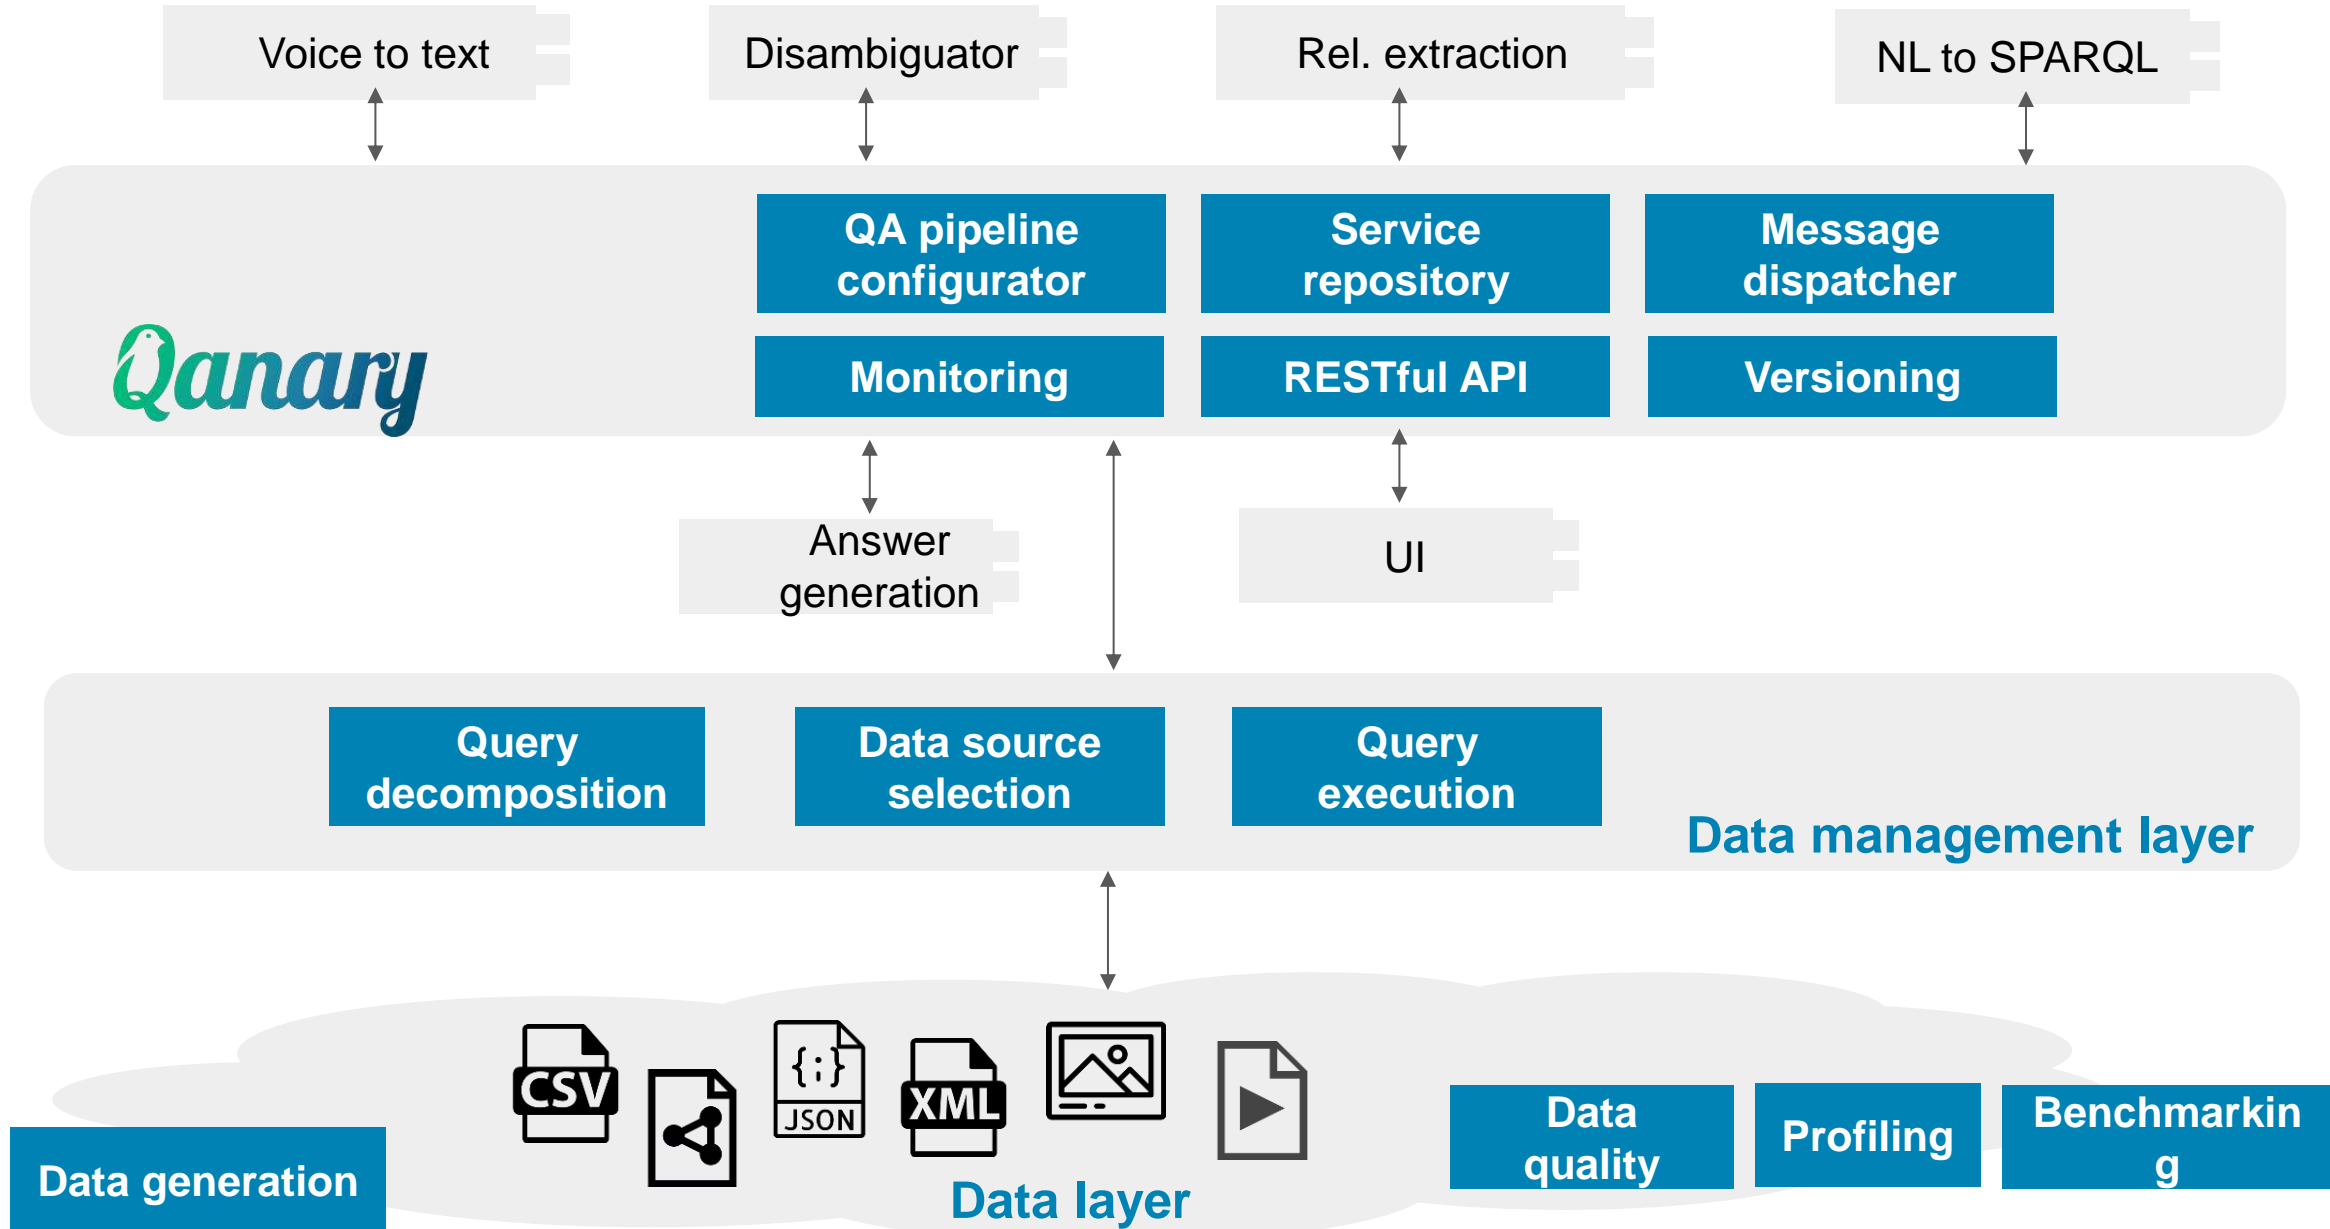 Voice to text
Disambiguator
Rel. extraction
NL to SPARQL
QA pipeline
configurator
Service
repository
Message
dispatcher
Qanary
Monitoring
RESTful API
Versioning
Answer
generation
UI
Query
decomposition
Data source
selection
Query
execution
Data management layer
CSV
{;}
JSON
XML
Data generation
Data
quality
Profiling
Benchmarkin
g
Data layer